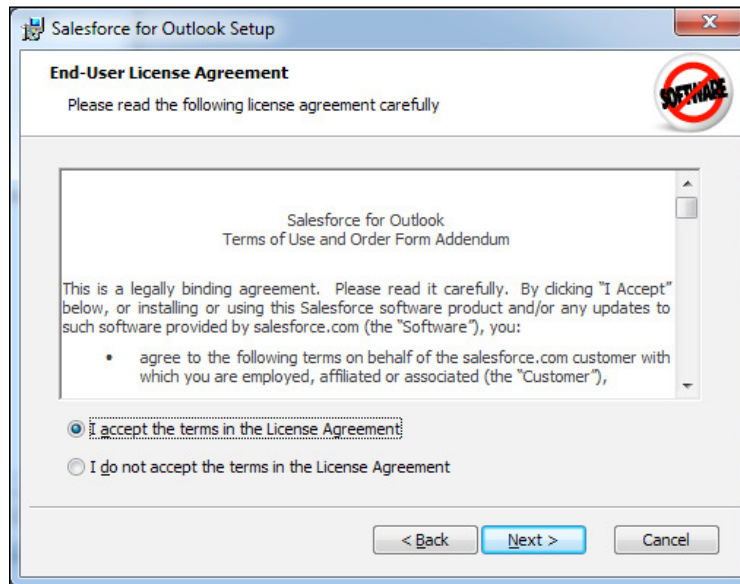 Salesforce for Outlook Setup
End-User License Agreement
Please read the following license agreement carefully
SOFTWARE
Salesforce for Outlook
Terms of Use and Order Form Addendum
This is a legally binding agreement. Please read it carefully. By clicking “I Accept”
below, or installing or using this Salesforce software product and/or any updates to
such software provided by salesforce.com (the “Software”), you:
• agree to the following terms on behalf of the salesforce.com customer with
which you are employed, affiliated or associated (the “Customer”),
I accept the terms in the License Agreement
I do not accept the terms in the License Agreement
< Back Next > Cancel